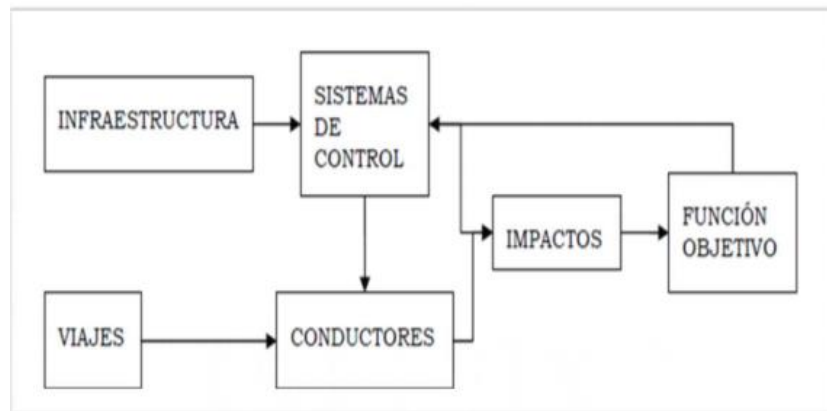 INFRAESTRUCTURA
SISTEMAS
DE
CONTROL
IMPACTOS
FUNCIÓN
OBJETIVO
VIAJES
CONDUCTORES